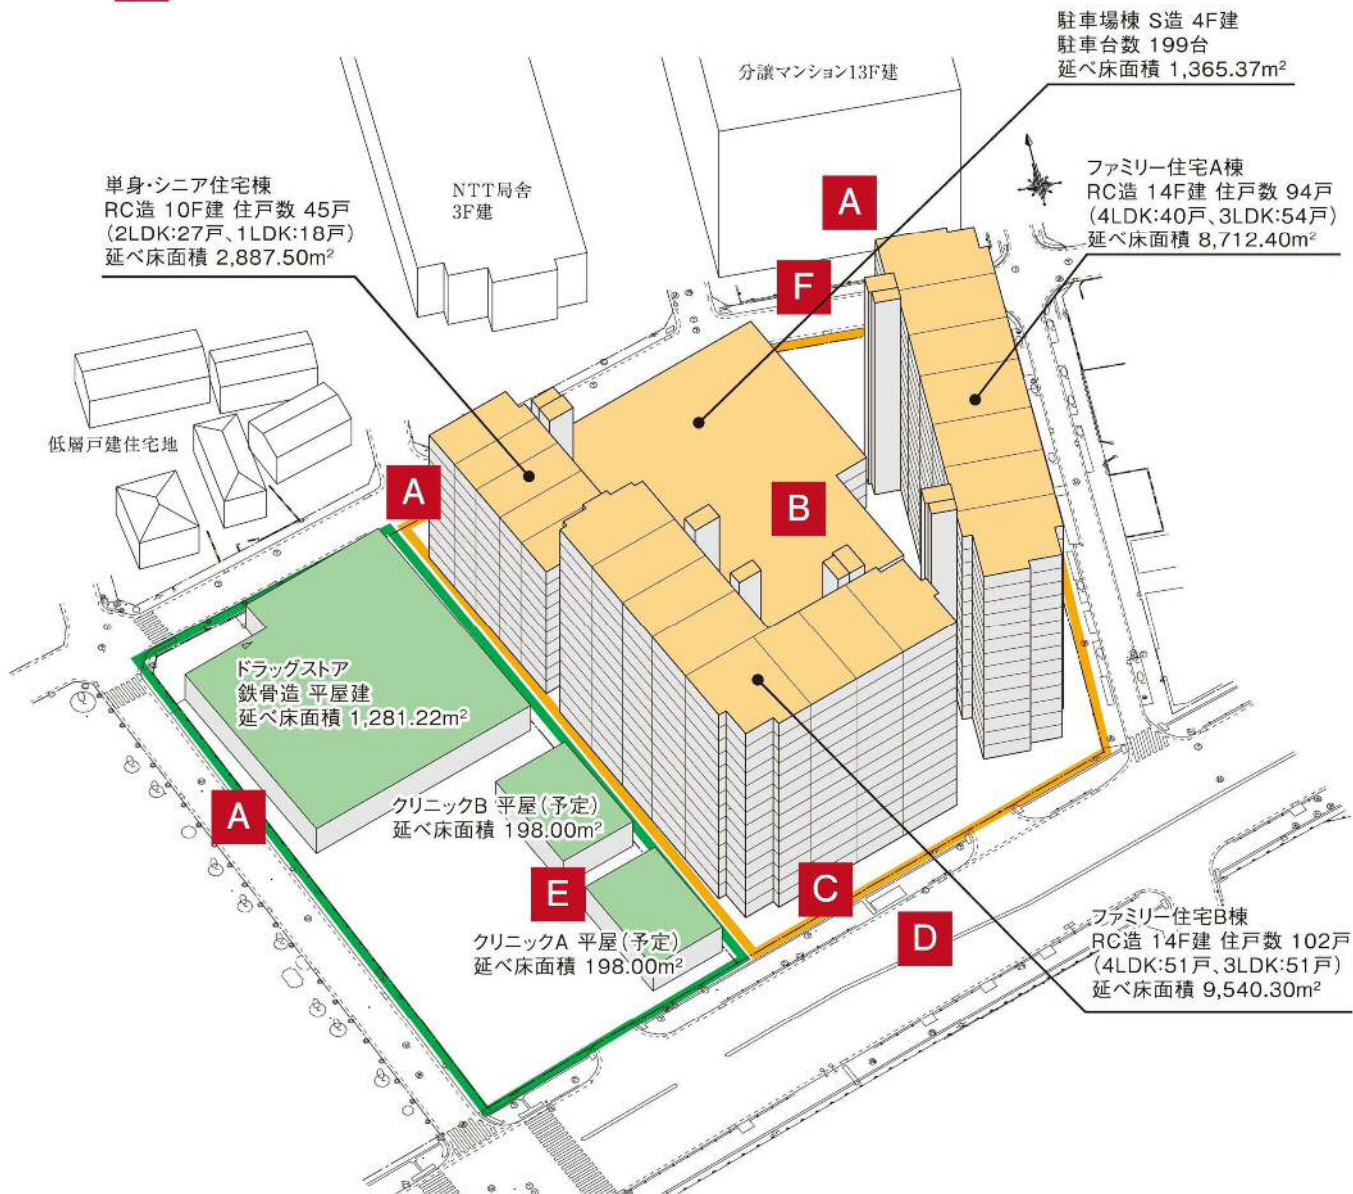 駐車場棟 S造 4F建
駐車台数 199台
延べ床面積 1,365.37m²
分譲マンション13F建
ファミリー住宅A棟
RC造 14F建 住戸数 94戸
(4LDK:40戸、3LDK:54戸)
延べ床面積 8,712.40m²
単身・シニア住宅棟
RC造 10F建 住戸数 45戸
(2LDK:27戸、1LDK:18戸)
延べ床面積 2,887.50m²
NTT局舎
3F建
A
F
低層戸建住宅地
A
B
ドラッグストア
鉄骨造 平屋建
延べ床面積 1,281.22m²
A
クリニックB 平屋(予定)
延べ床面積 198.00m²
E
C
D
クリニックA 平屋(予定)
延べ床面積 198.00m²
ファミリー住宅B棟
RC造 14F建 住戸数 102戸
(4LDK:51戸、3LDK:51戸)
延べ床面積 9,540.30m²